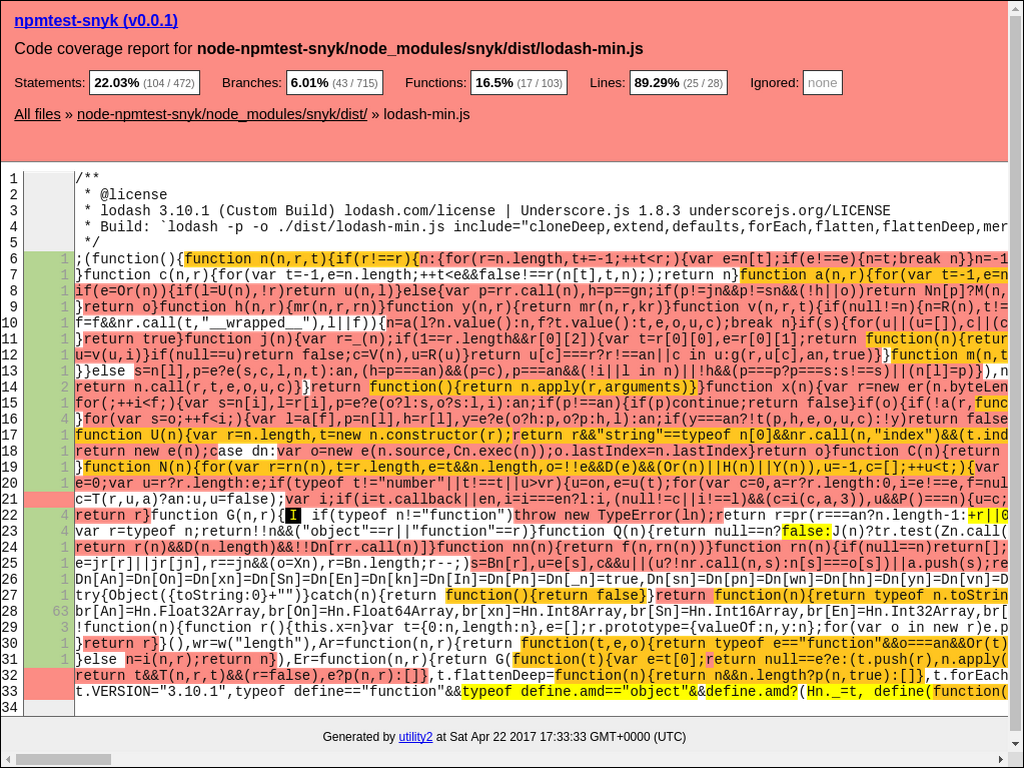 npmtest-snyk (v0.0.1)
Code coverage report for node-npmtest-snyk/node_modules/snyk/dist/lodash-min.js
Statements: 22.03% (104 / 472) Branches: 6.01% (43 / 715) Functions: 16.5% (17 / 103) Lines: 89.29% (25 / 28) Ignored: none
All files » node-npmtest-snyk/node_modules/snyk/dist/ » lodash-min.js
1 /**
2 * @license
3 * lodash 3.10.1 (Custom Build) lodash.com/license | Underscore.js 1.8.3 underscorejs.org/LICENSE
4 * Build: `lodash -p -o ./dist/lodash-min.js include="cloneDeep,extend,defaults,forEach,flatten,flattenDeep,mer
5 */
6 1 ;(function(){function n(n,r,t){if(r!==r){n:{for(r=n.length,t+=-1;++t<r;){var e=n[t];if(e!==e){n=t;break n}}n=-1
7 1 }function c(n,r){for(var t=-1,e=n.length;++t<e&&false!==r(n[t],t,n););return n}function a(n,r){for(var t=-1,e=n
8 1 if(e=Or(n)){if(l=U(n),!r)return u(n,l)}else{var p=rr.call(n),h=p==gn;if(p!=jn&&p!=sn&&(!h||o))return Nn[p]?M(n,
9 1 }return o}function h(n,r){mr(n,r,rn)}function y(n,r){return mr(n,r,kr)}function v(n,r,t){if(null!=n){n=R(n),t!=
10 1 f=f&&nr.call(t,"__wrapped__"),l||f)){n=a(l?n.value():n,f?t.value():t,e,o,u,c);break n}if(s){for(u||(u=[]),c||(c
11 1 }return true}function j(n){var r=_(n);if(1==r.length&&r[0][2]){var t=r[0][0],e=r[0][1];return function(n){retur
12 1 u=v(u,i)}if(null==u)return false;c=V(n),u=R(u)}return u[c]===r?r!==an||c in u:g(r,u[c],an,true)}}function m(n,t
13 1 }}else s=n[l],p=e?e(s,c,l,n,t):an,(h=p===an)&&(p=c),p===an&&(!i||l in n)||!h&&(p===p?p===s:s!==s)||(n[l]=p)}),n
14 2 return n.call(r,t,e,o,u,c)}}return function(){return n.apply(r,arguments)}}function x(n){var r=new er(n.byteLen
15 1 for(;++i<f;){var s=n[i],l=r[i],p=e?e(o?l:s,o?s:l,i):an;if(p!==an){if(p)continue;return false}if(o){if(!a(r,func
16 4 }for(var s=o;++f<i;){var l=a[f],p=n[l],h=r[l],y=e?e(o?h:p,o?p:h,l):an;if(y===an?!t(p,h,e,o,u,c):!y)return false
17 1 function U(n){var r=n.length,t=new n.constructor(r);return r&&"string"==typeof n[0]&&nr.call(n,"index")&&(t.ind
18 1 return new e(n);case dn:var o=new e(n.source,Cn.exec(n));o.lastIndex=n.lastIndex}return o}function C(n){return
19 1 }function N(n){for(var r=rn(n),t=r.length,e=t&&n.length,o=!!e&&D(e)&&(Or(n)||H(n)||Y(n)),u=-1,c=[];++u<t;){var
20 1 e=0;var u=r?r.length:e;if(typeof t!="number"||t!==t||u>vr){u=on,e=u(t);for(var c=0,a=r?r.length:0,i=e!==e,f=nul
21 c=T(r,u,a)?an:u,u=false);var i;if(i=t.callback||en,i=i===en?l:i,(null!=c||i!==l)&&(c=i(c,a,3)),u&&P()===n){u=c;
22 4 return r}function G(n,r){I if(typeof n!="function")throw new TypeError(ln);return r=pr(r===an?n.length-1:+r||0
23 4 var r=typeof n;return!!n&&("object"==r||"function"==r)}function Q(n){return null==n?false:J(n)?tr.test(Zn.call(
24 1 return r(n)&&D(n.length)&&!!Dn[rr.call(n)]}function nn(n){return f(n,rn(n))}function rn(n){if(null==n)return[];
25 1 e=jr[r]||jr[jn],r==jn&&(o=Xn),r=Bn.length;r--;)s=Bn[r],u=e[s],c&&u||(u?!nr.call(n,s):n[s]===o[s])||a.push(s);re
26 1 Dn[An]=Dn[On]=Dn[xn]=Dn[Sn]=Dn[En]=Dn[kn]=Dn[In]=Dn[Pn]=Dn[_n]=true,Dn[sn]=Dn[pn]=Dn[wn]=Dn[hn]=Dn[yn]=Dn[vn]=D
27 1 try{Object({toString:0}+"")}catch(n){return function(){return false}}return function(n){return typeof n.toStrin
28 63 br[An]=Hn.Float32Array,br[On]=Hn.Float64Array,br[xn]=Hn.Int8Array,br[Sn]=Hn.Int16Array,br[En]=Hn.Int32Array,br[
29 3 !function(n){function r(){this.x=n}var t={0:n,length:n},e=[];r.prototype={valueOf:n,y:n};for(var o in new r)e.p
30 1 }return r}(),wr=w("length"),Ar=function(n,r){return function(t,e,o){return typeof e=="function"&&o===an&&Or(t)
31 1 }else n=i(n,r);return n}),Er=function(n,r){return G(function(t){var e=t[0];return null==e?e:(t.push(r),n.apply(
32 return t&&T(n,r,t)&&(r=false),e?p(n,r):[]},t.flattenDeep=function(n){return n&&n.length?p(n,true):[]},t.forEach
33 t.VERSION="3.10.1",typeof define=="function"&&typeof define.amd=="object"&&define.amd?(Hn._=t, define(function(
34
Generated by utility2 at Sat Apr 22 2017 17:33:33 GMT+0000 (UTC)